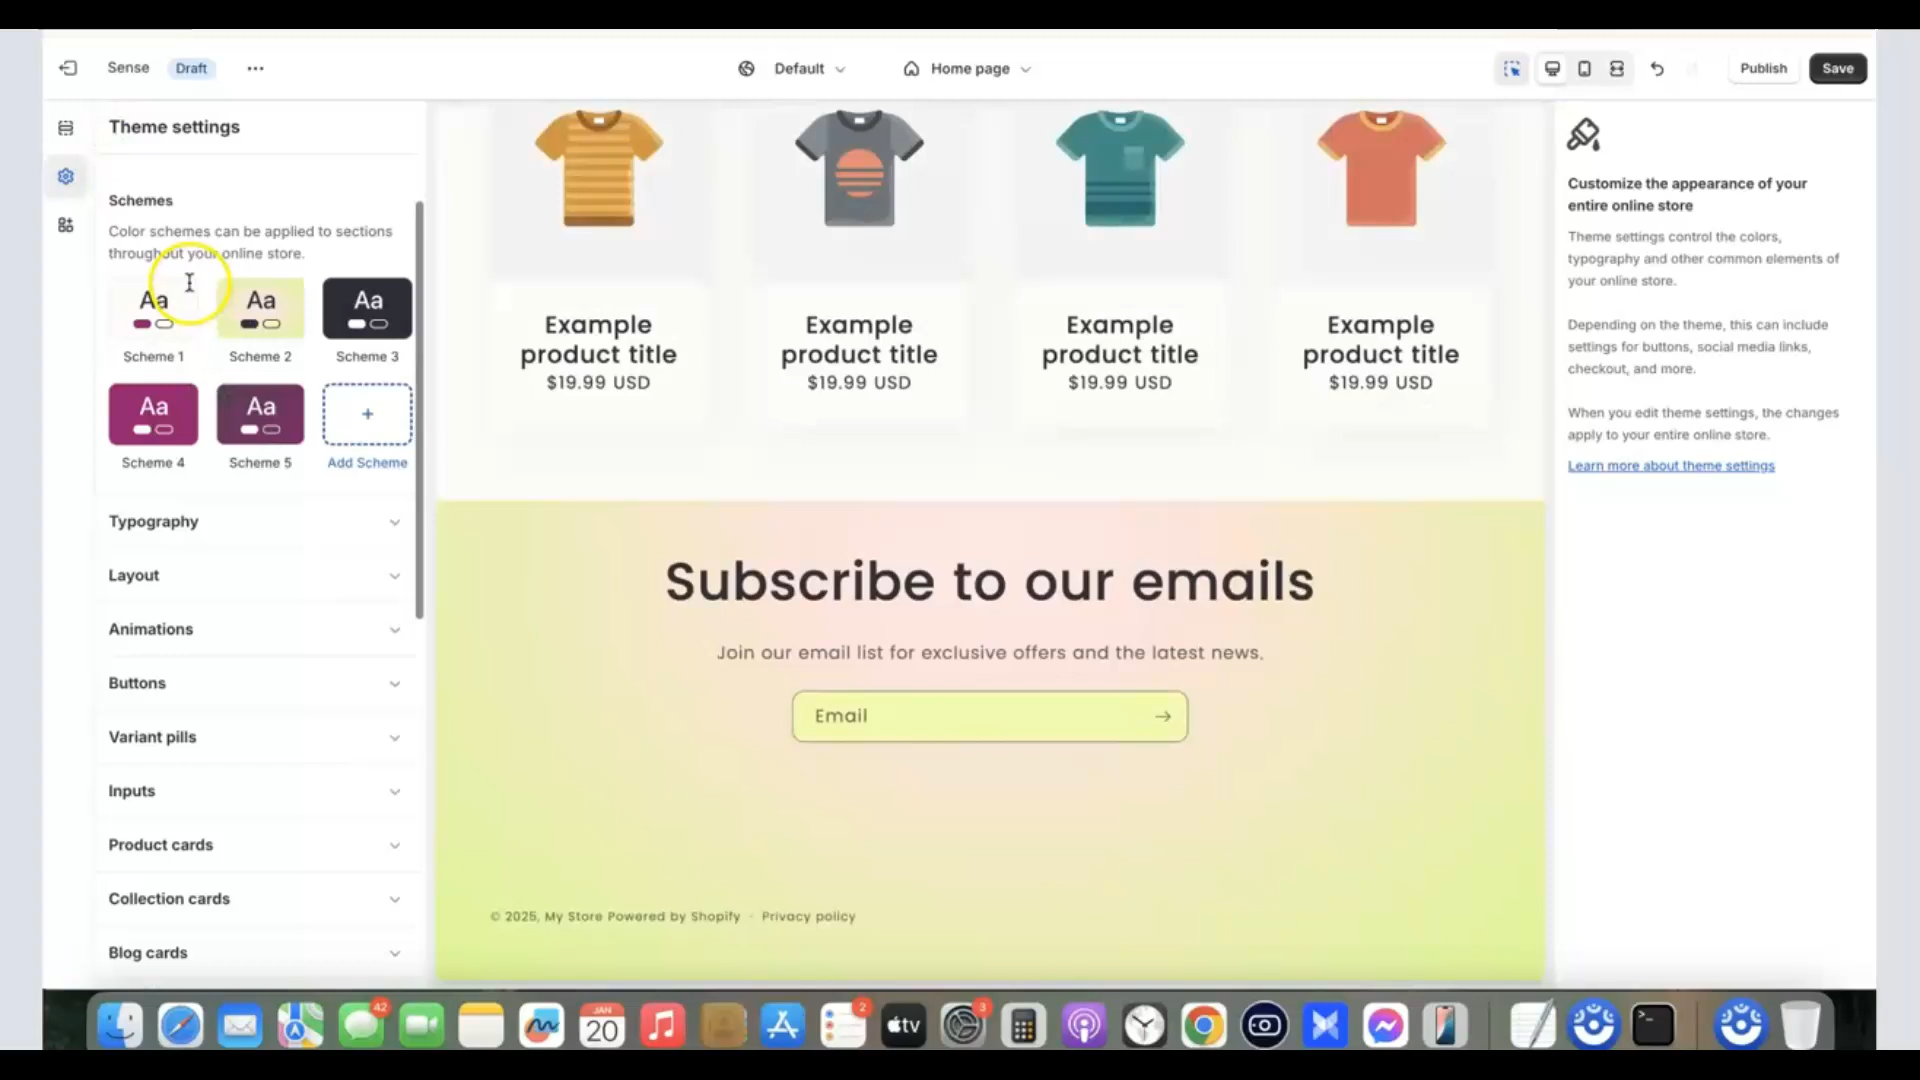 Sense
Draft
Default
Home page
Publish
Save
Theme settings
Schemes
Color schemes can be applied to sections
throughout your online store.
Aa
Aa
Aa
Scheme 1
Scheme 2
Scheme 3
Aa
Aa
+
Scheme 4
Scheme 5
Add Scheme
Typography
Layout
Animations
Buttons
Variant pills
Inputs
Product cards
Collection cards
Blog cards
Example
product title
$19.99 USD
Example
product title
$19.99 USD
Example
product title
$19.99 USD
Example
product title
$19.99 USD
Subscribe to our emails
Join our email list for exclusive offers and the latest news.
Email
© 2025, My Store Powered by Shopify · Privacy policy
Customize the appearance of your
entire online store
Theme settings control the colors,
typography and other common elements of
your online store.
Depending on the theme, this can include
settings for buttons, social media links,
checkout, and more.
When you edit theme settings, the changes
apply to your entire online store.
Learn more about theme settings
42
JAN
20
2
tv
3